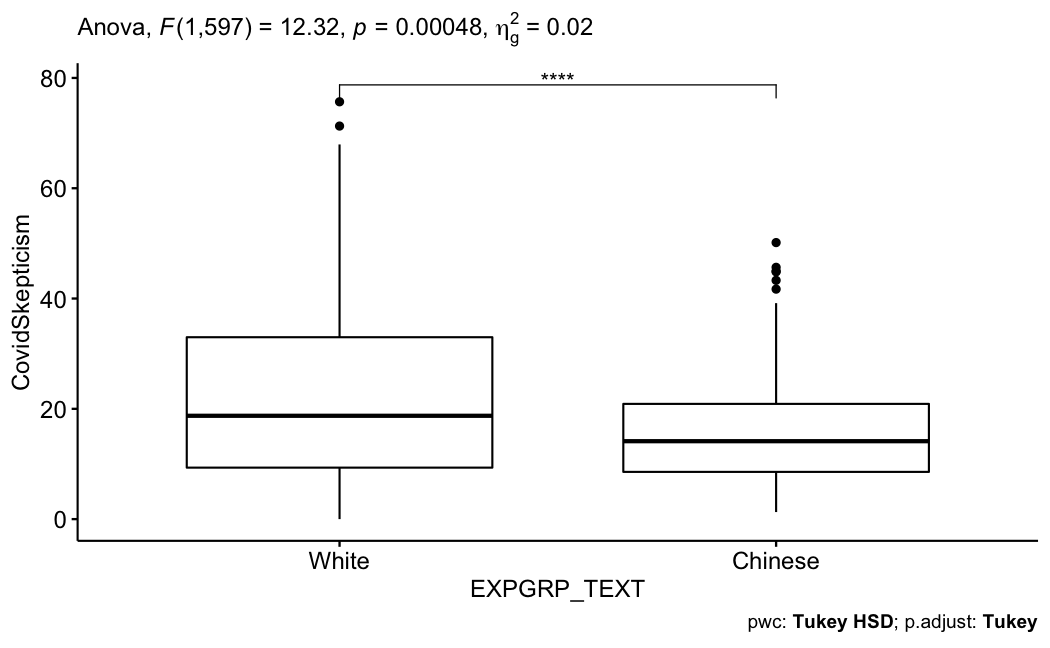 Anova, F(1,597) = 12.32, p = 0.00048, η²g = 0.02
****
80
60
40
20
0
CovidSkepticism
White Chinese
EXPGRP_TEXT
pwc: Tukey HSD; p.adjust: Tukey